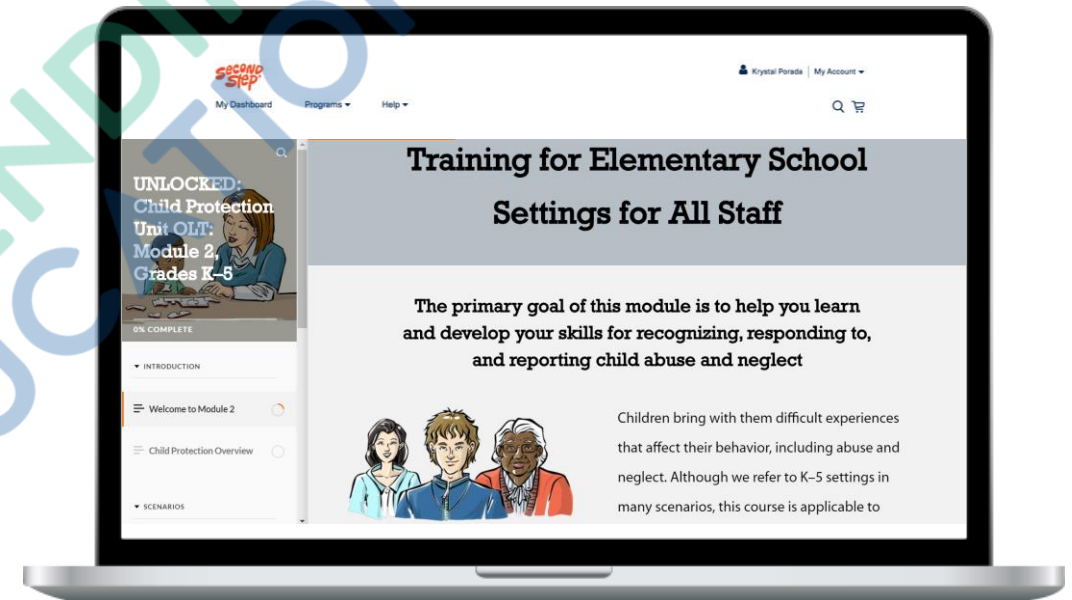 SECOND
STEP
Krystal Porada | My Account
My Dashboard
Programs
Help
UNLOCKED:
Child Protection
Unit OLT:
Module 2,
Grades K–5
0% COMPLETE
INTRODUCTION
Welcome to Module 2
Child Protection Overview
SCENARIOS
Training for Elementary School
Settings for All Staff
The primary goal of this module is to help you learn
and develop your skills for recognizing, responding to,
and reporting child abuse and neglect
Children bring with them difficult experiences
that affect their behavior, including abuse and
neglect. Although we refer to K–5 settings in
many scenarios, this course is applicable to